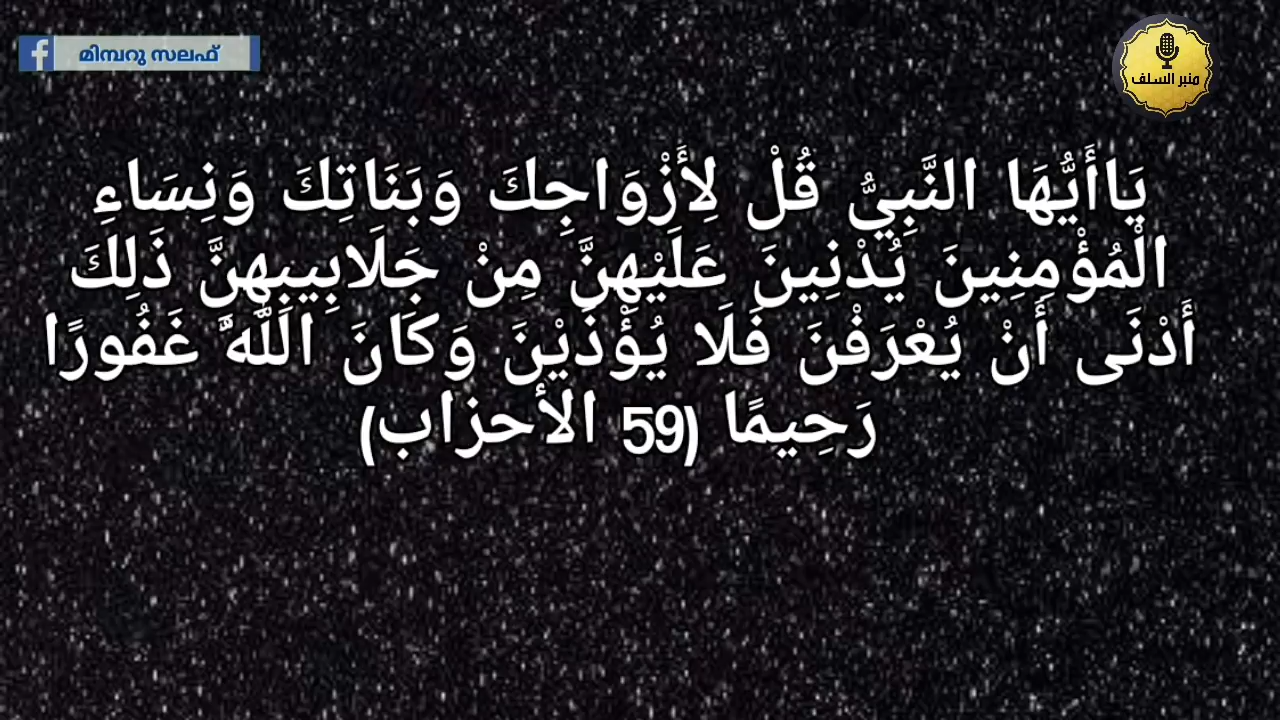 മിമ്പറു സലഫ്
منبر السلف
يَاأَيُّهَا النَّبِيُّ قُلْ لِأَزْوَاجِكَ وَبَنَاتِكَ وَنِسَاءِ
الْمُؤْمِنِينَ يُدْنِينَ عَلَيْهِنَّ مِنْ جَلَابِيبِهِنَّ ذَلِكَ
أَدْنَى أَنْ يُعْرَفْنَ فَلَا يُؤْذَيْنَ وَكَانَ اللَّهُ غَفُورًا
رَحِيمًا (59 الأحزاب)